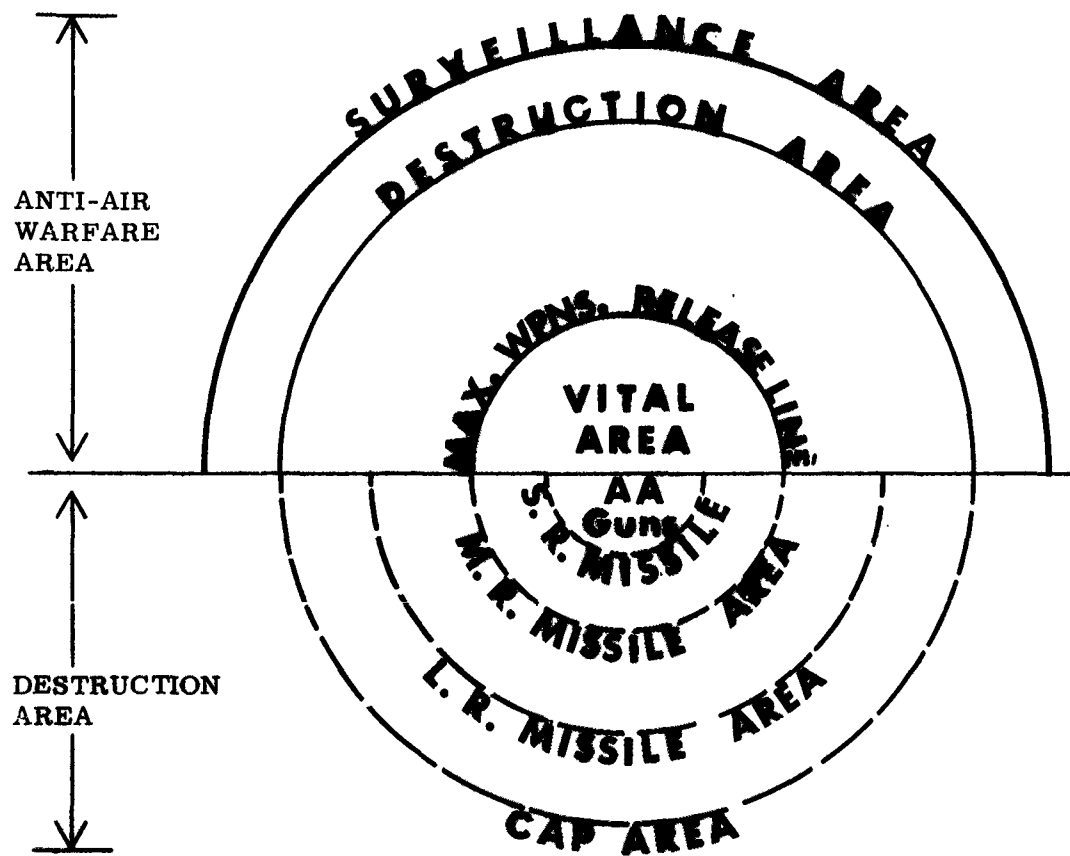 SURVEILLANCE AREA
DESTRUCTION AREA
ANTI-AIR
WARFARE
AREA
MAX. WPNS. RELEASE LINE
VITAL
AREA
AA
Guns
S. R. MISSILE
M. R. MISSILE AREA
L. R. MISSILE AREA
DESTRUCTION
AREA
CAP AREA